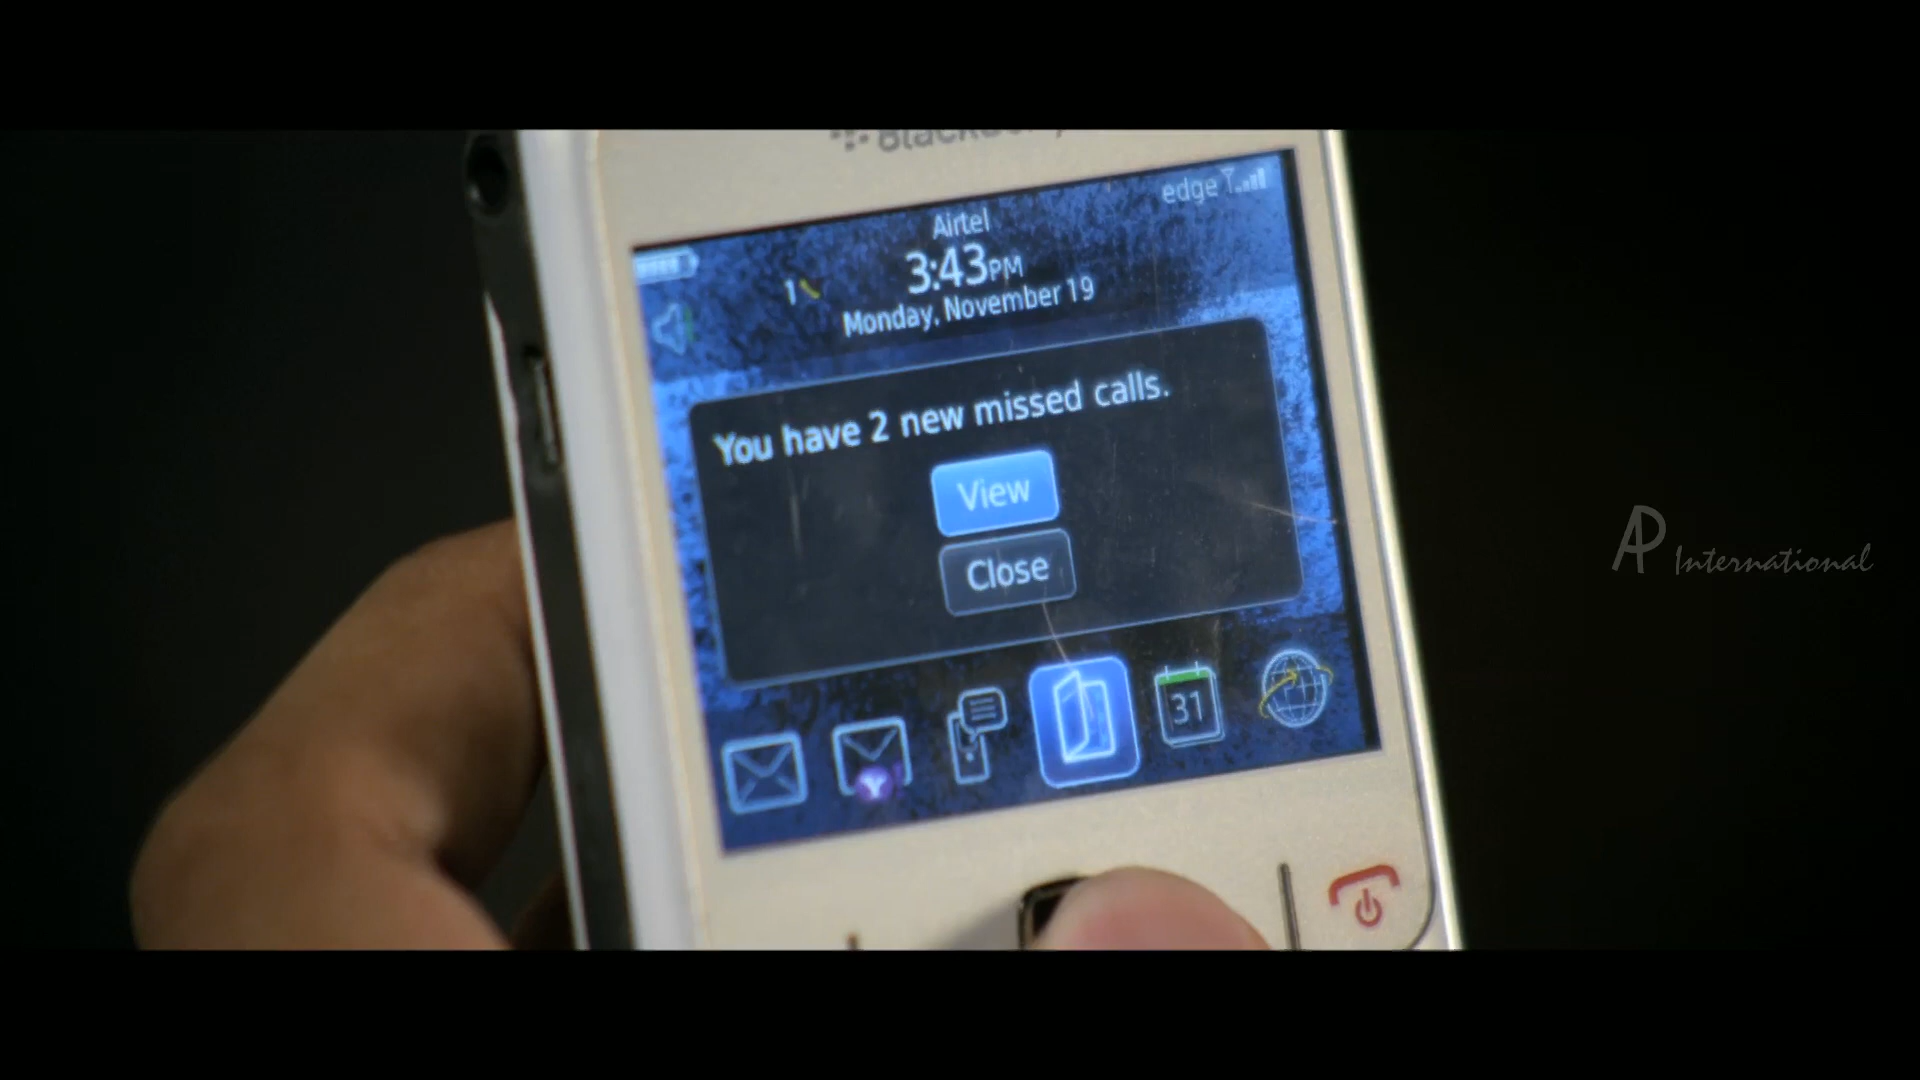 BlackBerry
edge
Airtel
3:43PM
1
Monday, November 19
You have 2 new missed calls.
View
Close
31
Y
AP International